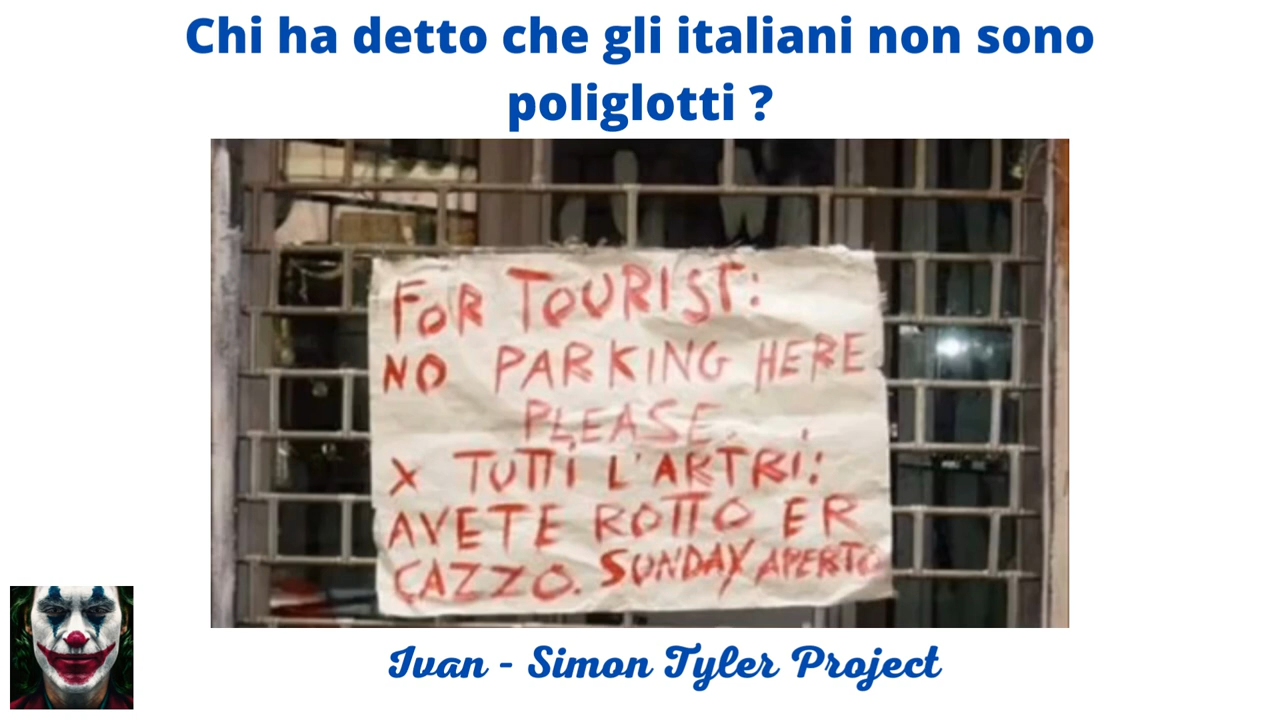 Chi ha detto che gli italiani non sono
poliglotti ?
FOR TOURIST:
NO PARKING HERE
PLEASE.
X TUTTI L'ARTRI:
AVETE ROTTO ER
CAZZO. SUNDAY APERTO
Ivan - Simon Tyler Project